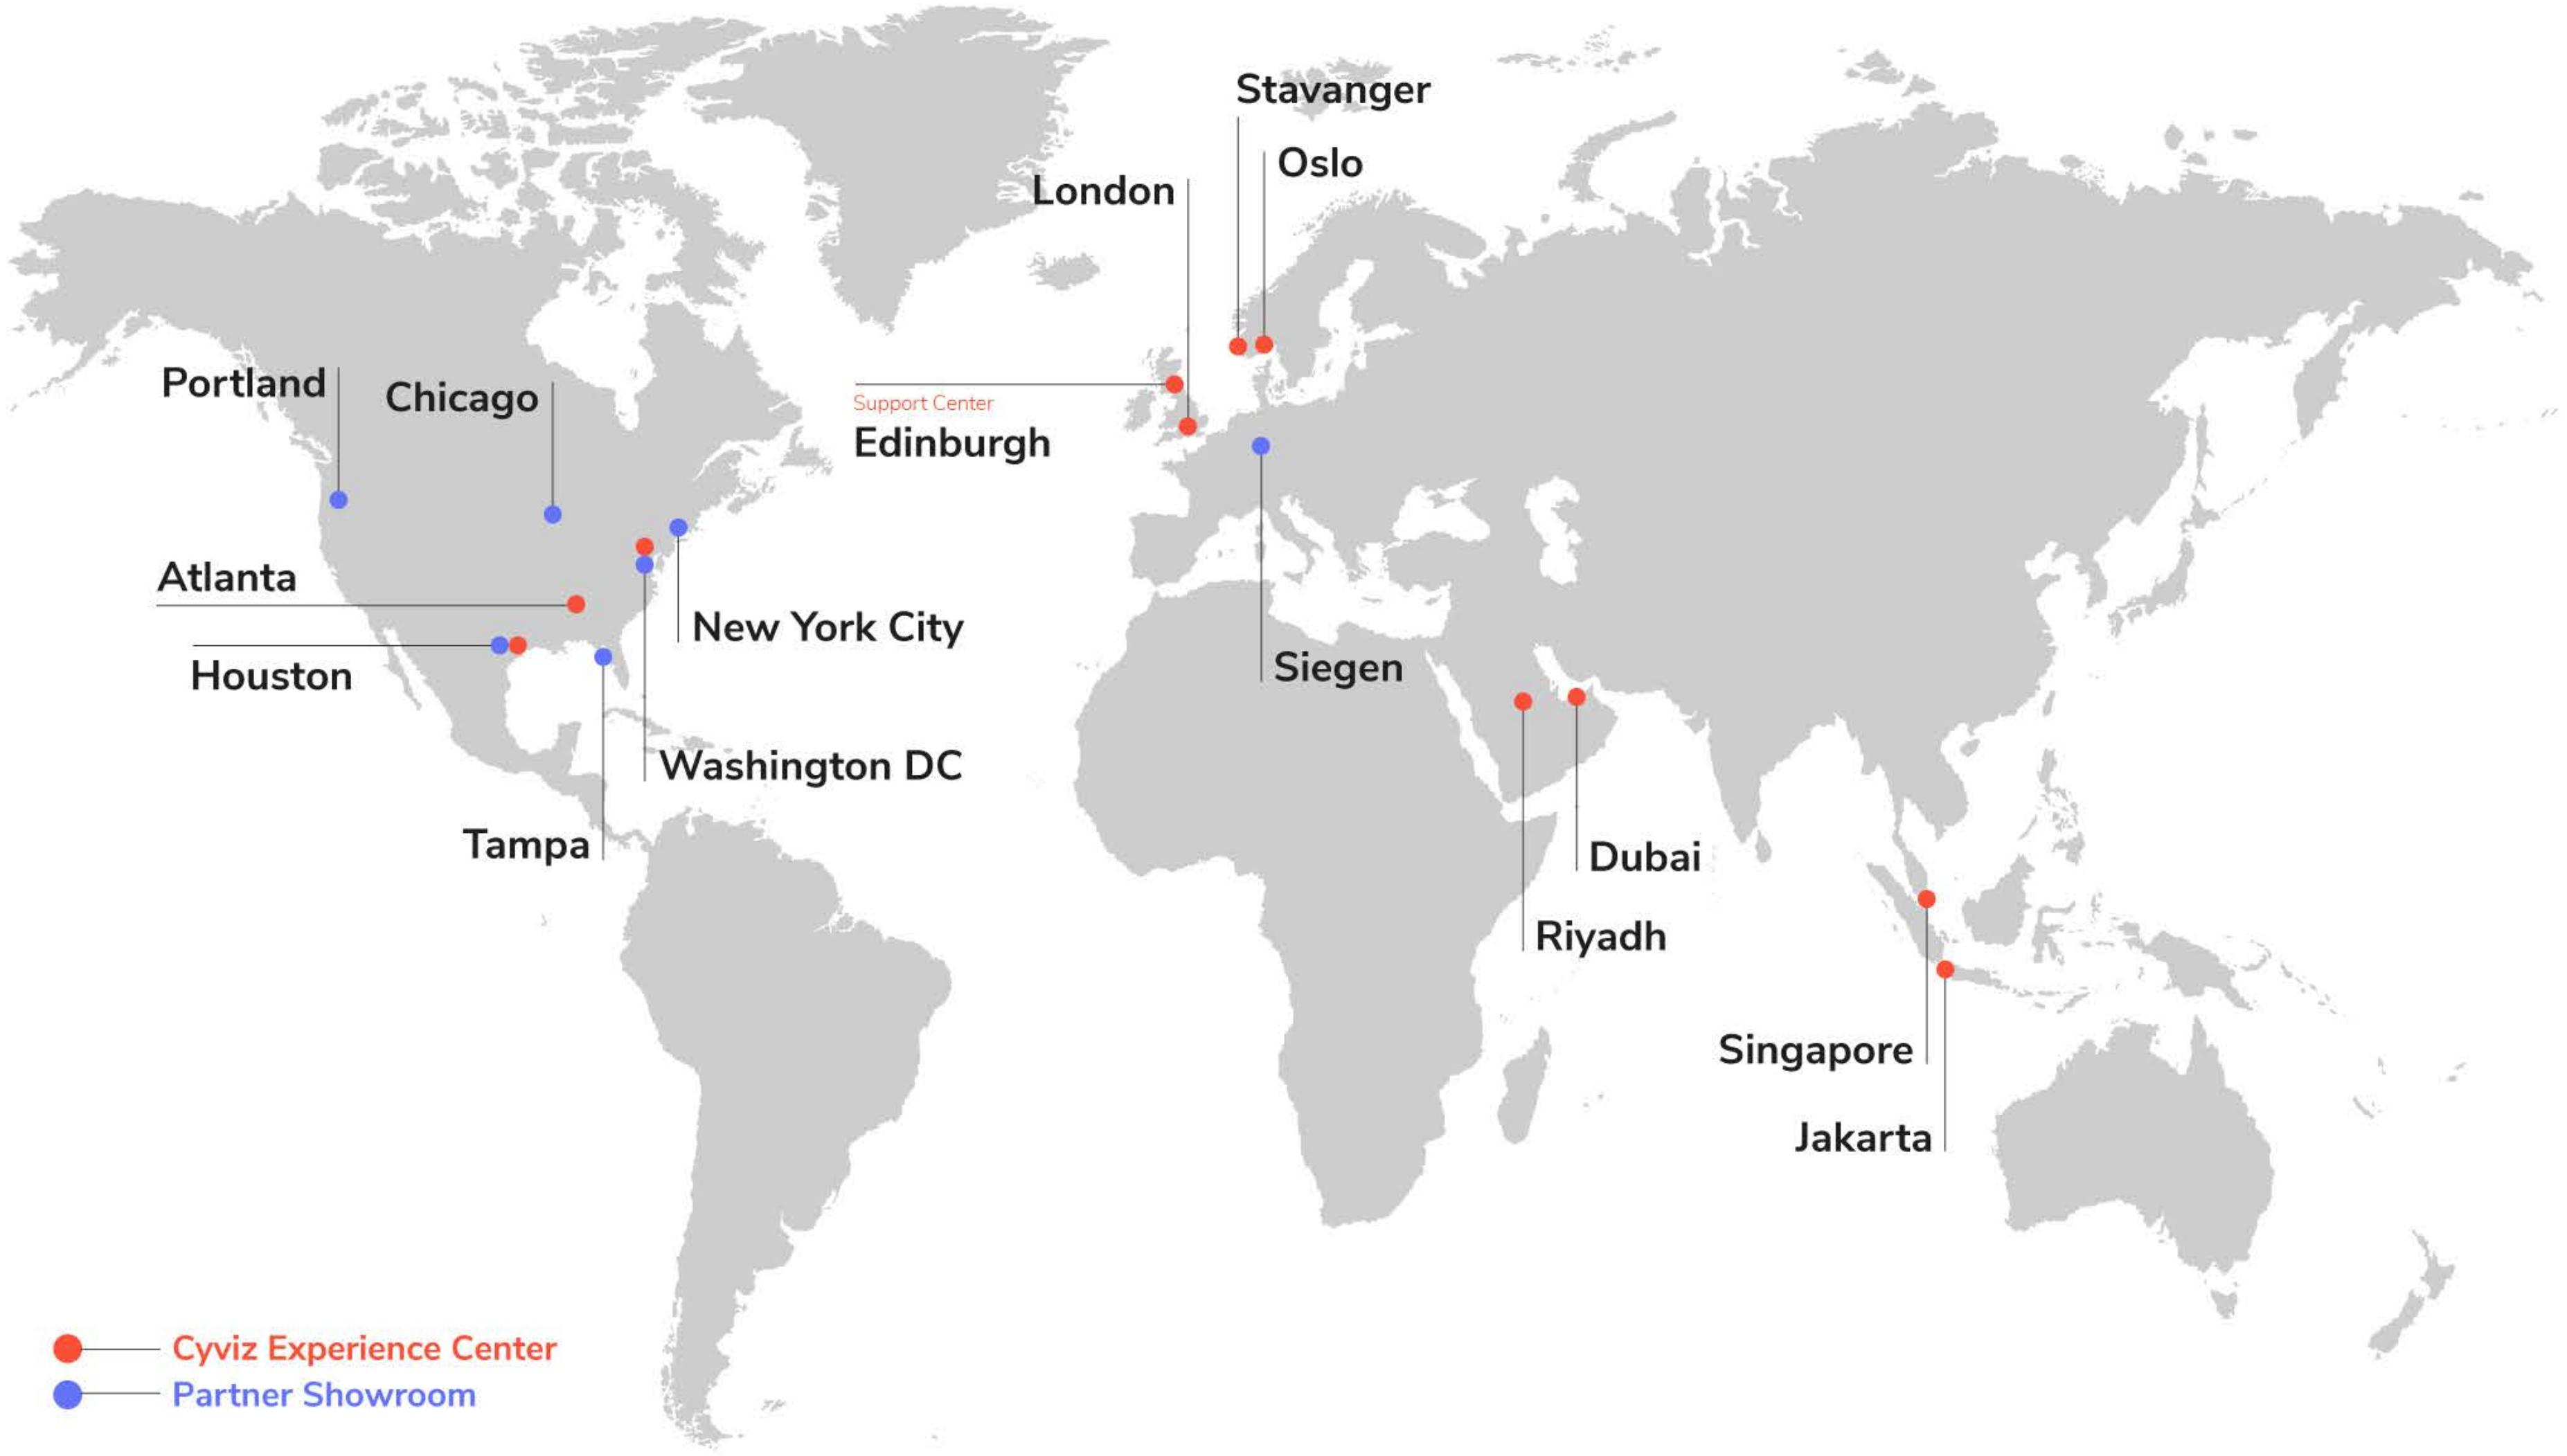 Stavanger
Oslo
London
Portland
Chicago
Support Center
Edinburgh
Atlanta
New York City
Houston
Siegen
Washington DC
Tampa
Dubai
Riyadh
Singapore
Jakarta
Cyviz Experience Center
Partner Showroom